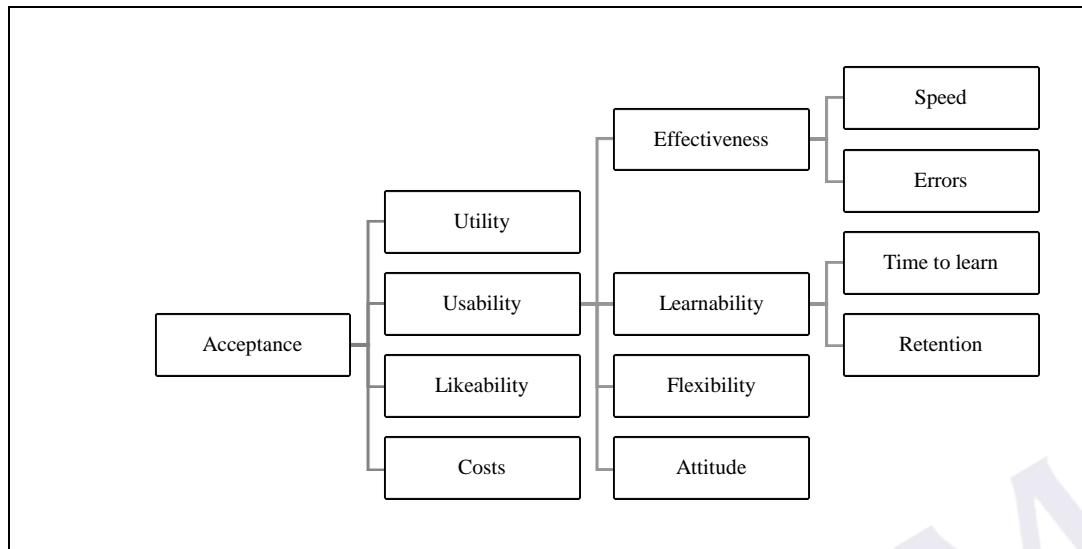 Speed
Effectiveness
Errors
Utility
Time to learn
Usability
Learnability
Acceptance
Retention
Likeability
Flexibility
Costs
Attitude